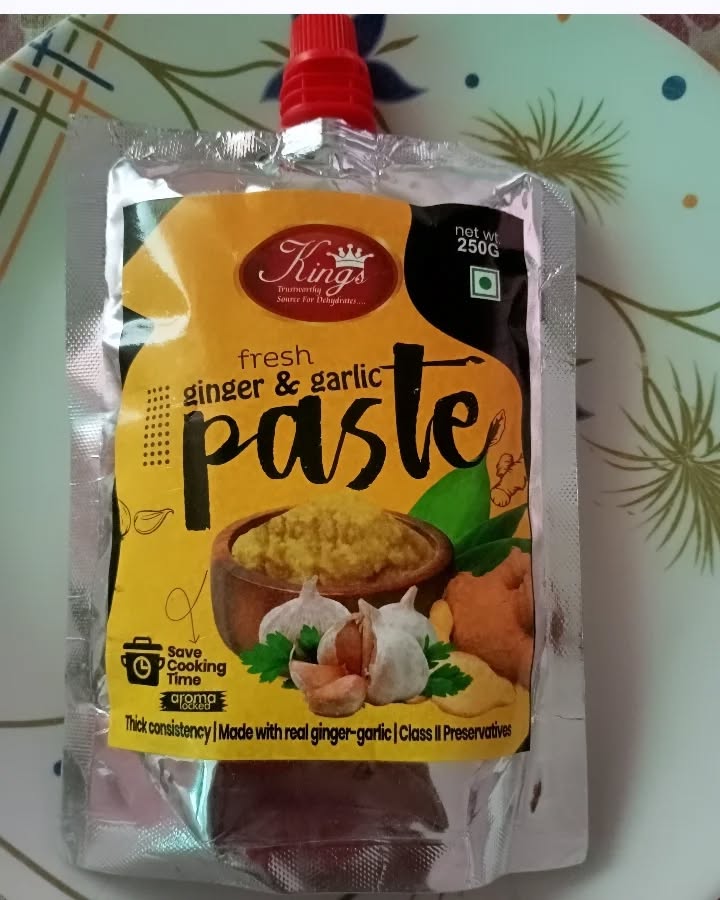 Kings
Trustworthy
Source For Dehydrates....
net wt.
250G
fresh
ginger & garlic
paste
Save
Cooking
Time
aroma
locked
Thick consistency | Made with real ginger-garlic | Class II Preservatives